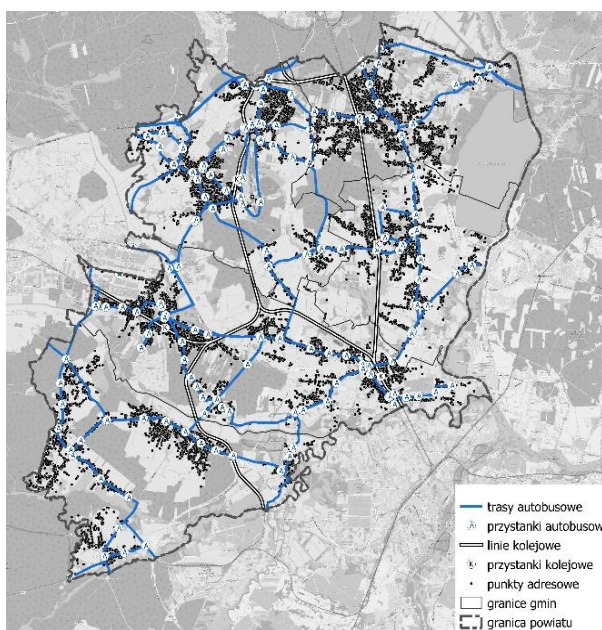 trasy autobusowe
przystanki autobusow
linie kolejowe
przystanki kolejowe
punkty adresowe
granice gmin
granica powiatu